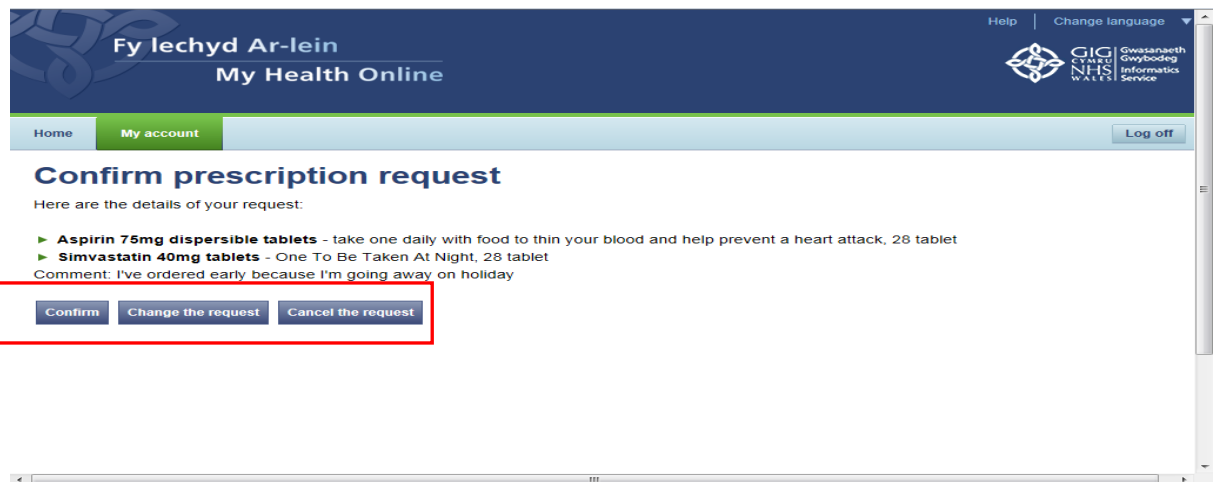 Help | Change language
Fy Iechyd Ar-lein
My Health Online
GIG CYMRU NHS WALES
Gwasanaeth Gwybodeg Informatics Service
Home My account Log off
Confirm prescription request
Here are the details of your request:
Aspirin 75mg dispersible tablets - take one daily with food to thin your blood and help prevent a heart attack, 28 tablet
Simvastatin 40mg tablets - One To Be Taken At Night, 28 tablet
Comment: I've ordered early because I'm going away on holiday
Confirm Change the request Cancel the request